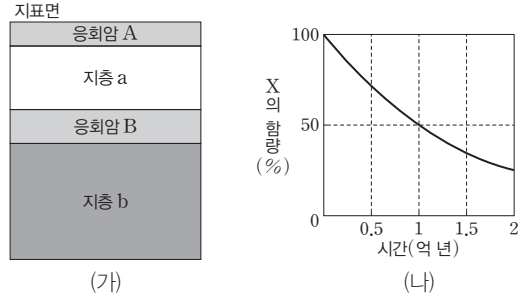 지표면
응회암 A
지층 a
응회암 B
지층 b
(가)
X의 함량(%)
100
50
0
0.5
1
1.5
2
시간(억 년)
(나)